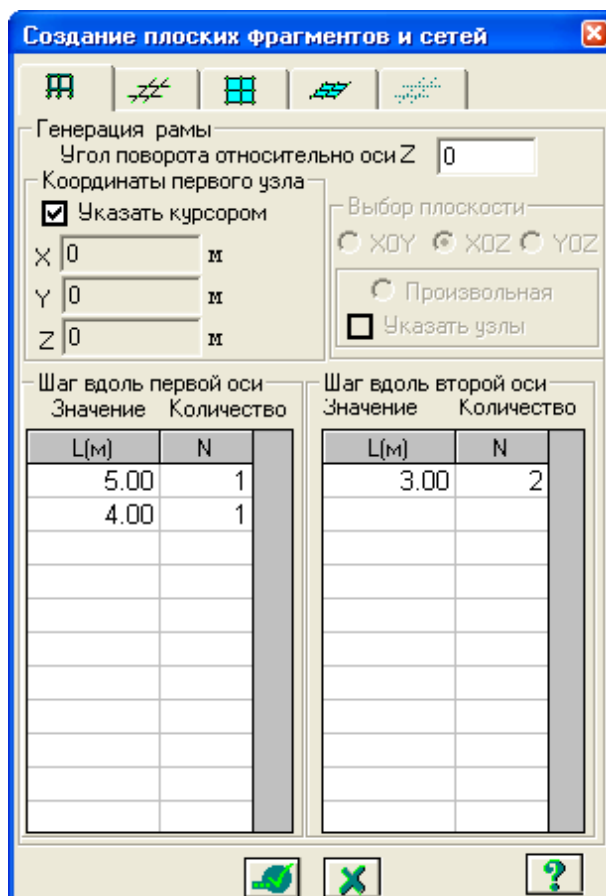 Создание плоских фрагментов и сетей
Генерация рамы
Угол поворота относительно оси Z 0
Координаты первого узла
Указать курсором
X 0 м
Y 0 м
Z 0 м
Выбор плоскости
XOY XOZ YOZ
Произвольная
Указать узлы
Шаг вдоль первой оси
Значение Количество
L(м) N
5.00 1
4.00 1
Шаг вдоль второй оси
Значение Количество
L(м) N
3.00 2
?